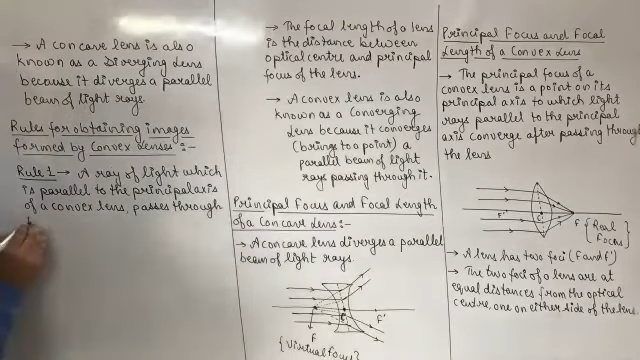 → A concave lens is also
known as a Diverging Lens
because it diverges a parallel
beam of light rays.
Rules for obtaining images
formed by Convex Lenses:-
Rule 1 → A ray of light which
is parallel to the principal axis
of a convex lens, passes through
→ The focal length of a lens
is the distance between
optical centre and principal
focus of the lens.
→ A convex lens is also
known as a Converging
Lens because it converges
(brings to a point) a
parallel beam of light
rays passing through it.
Principal Focus and Focal Length
of a Concave Lens:-
→ A concave lens diverges a parallel
beam of light rays.
F
C
F'
{Virtual Focus}
Principal Focus and Focal
Length of a Convex Lens
→ The principal focus of a
convex lens is a point on its
principal axis to which light
rays parallel to the principal
axis converge after passing through
the lens
F'
C
F {Real
Focus}
→ A lens has two foci (F and F')
→ The two foci of a lens are at
equal distances from the optical
centre, one on either side of the lens.